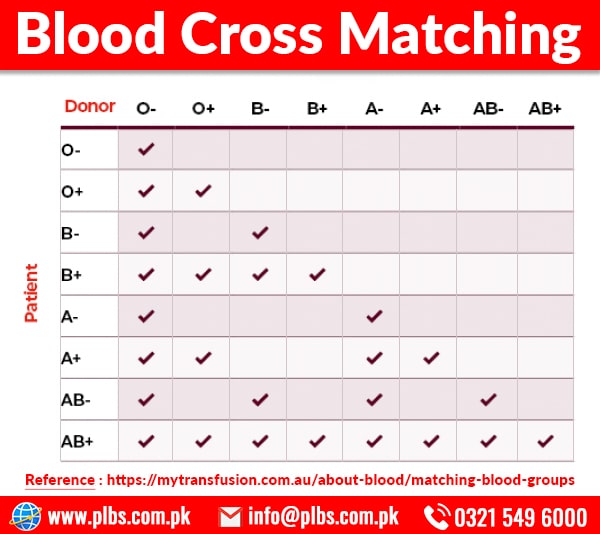 Blood Cross Matching
Donor O- O+ B- B+ A- A+ AB- AB+
Patient
O- ✓
O+ ✓ ✓
B- ✓ ✓
B+ ✓ ✓ ✓ ✓
A- ✓ ✓
A+ ✓ ✓ ✓ ✓
AB- ✓ ✓ ✓ ✓
AB+ ✓ ✓ ✓ ✓ ✓ ✓ ✓ ✓
Reference : https://mytransfusion.com.au/about-blood/matching-blood-groups
www.plbs.com.pk info@plbs.com.pk 0321 549 6000